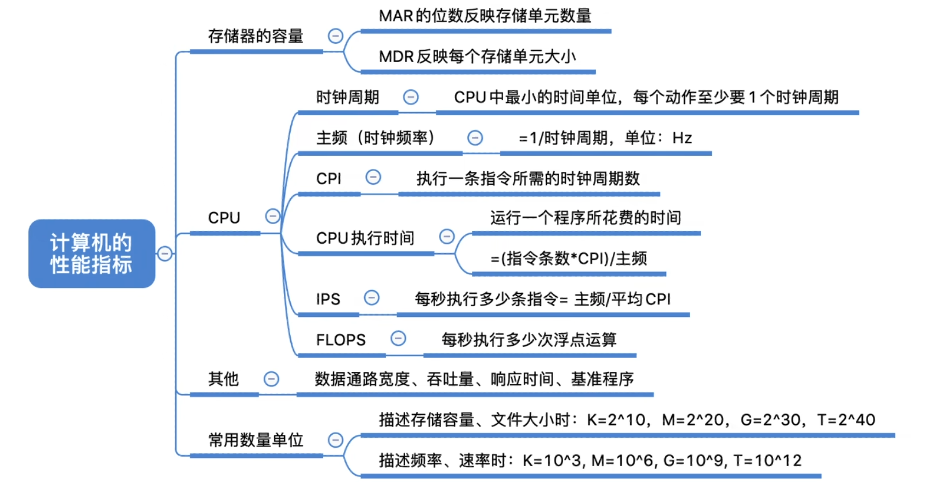 计算机的
性能指标
存储器的容量
MAR的位数反映存储单元数量
MDR反映每个存储单元大小
CPU
时钟周期
CPU中最小的时间单位，每个动作至少要1个时钟周期
主频（时钟频率）
=1/时钟周期，单位：Hz
CPI
执行一条指令所需的时钟周期数
CPU执行时间
运行一个程序所花费的时间
=(指令条数*CPI)/主频
IPS
每秒执行多少条指令= 主频/平均CPI
FLOPS
每秒执行多少次浮点运算
其他
数据通路宽度、吞吐量、响应时间、基准程序
常用数量单位
描述存储容量、文件大小时：K=2^10，M=2^20，G=2^30，T=2^40
描述频率、速率时：K=10^3, M=10^6, G=10^9, T=10^12